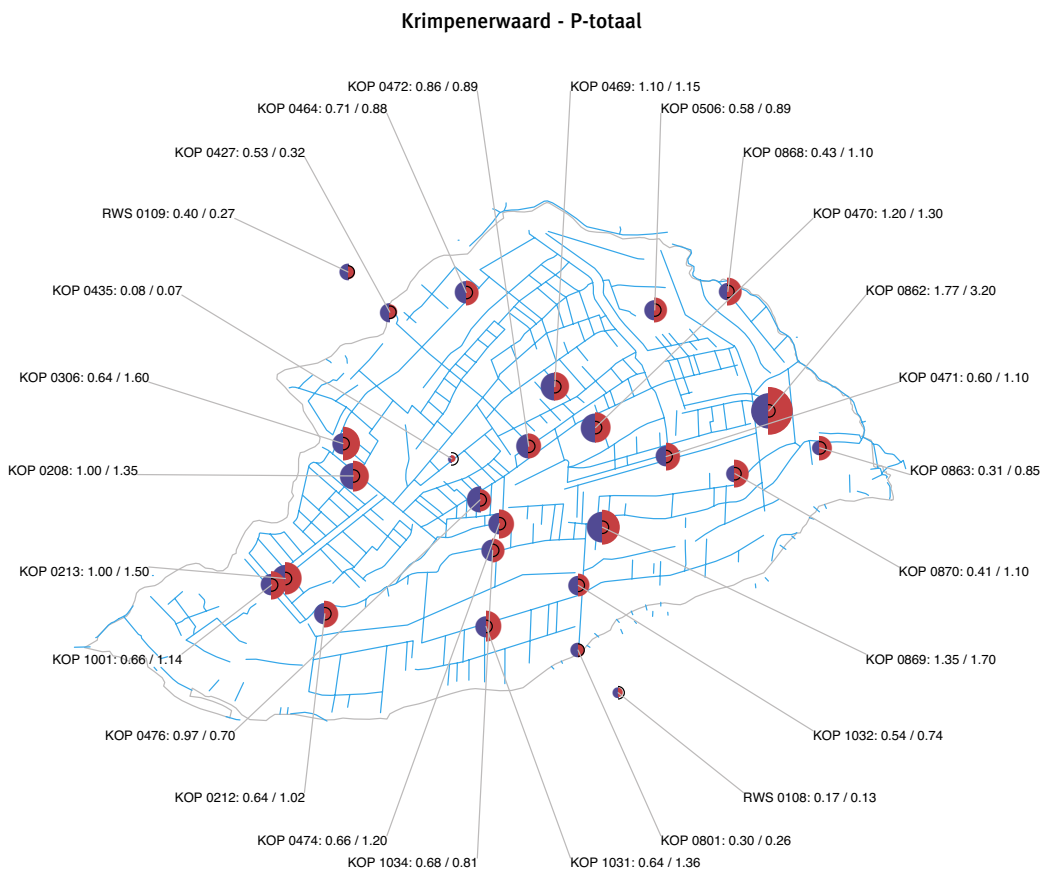 Krimpenerwaard - P-totaal
KOP 0472: 0.86 / 0.89
KOP 0469: 1.10 / 1.15
KOP 0464: 0.71 / 0.88
KOP 0506: 0.58 / 0.89
KOP 0427: 0.53 / 0.32
KOP 0868: 0.43 / 1.10
RWS 0109: 0.40 / 0.27
KOP 0470: 1.20 / 1.30
KOP 0435: 0.08 / 0.07
KOP 0862: 1.77 / 3.20
KOP 0306: 0.64 / 1.60
KOP 0471: 0.60 / 1.10
KOP 0208: 1.00 / 1.35
KOP 0863: 0.31 / 0.85
KOP 0213: 1.00 / 1.50
KOP 0870: 0.41 / 1.10
KOP 1001: 0.66 / 1.14
KOP 0869: 1.35 / 1.70
KOP 0476: 0.97 / 0.70
KOP 1032: 0.54 / 0.74
KOP 0212: 0.64 / 1.02
RWS 0108: 0.17 / 0.13
KOP 0474: 0.66 / 1.20
KOP 0801: 0.30 / 0.26
KOP 1034: 0.68 / 0.81
KOP 1031: 0.64 / 1.36